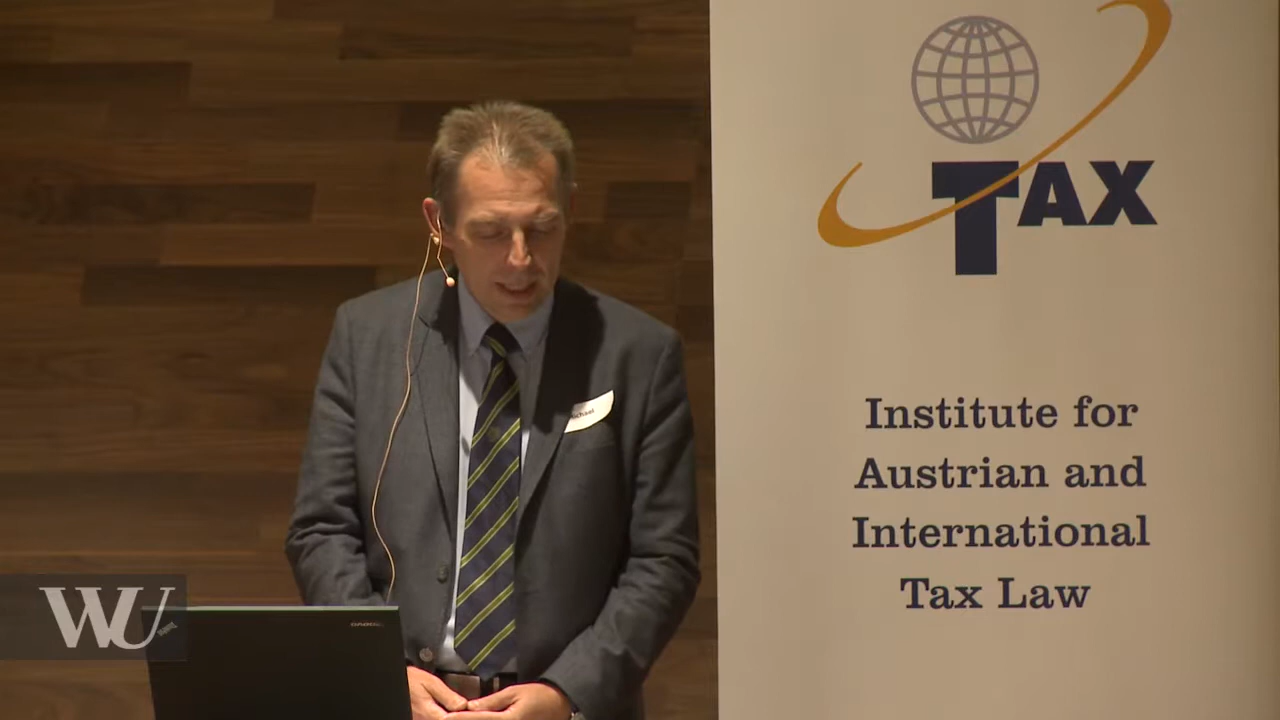 TAX
Institute for
Austrian and
International
Tax Law
WU